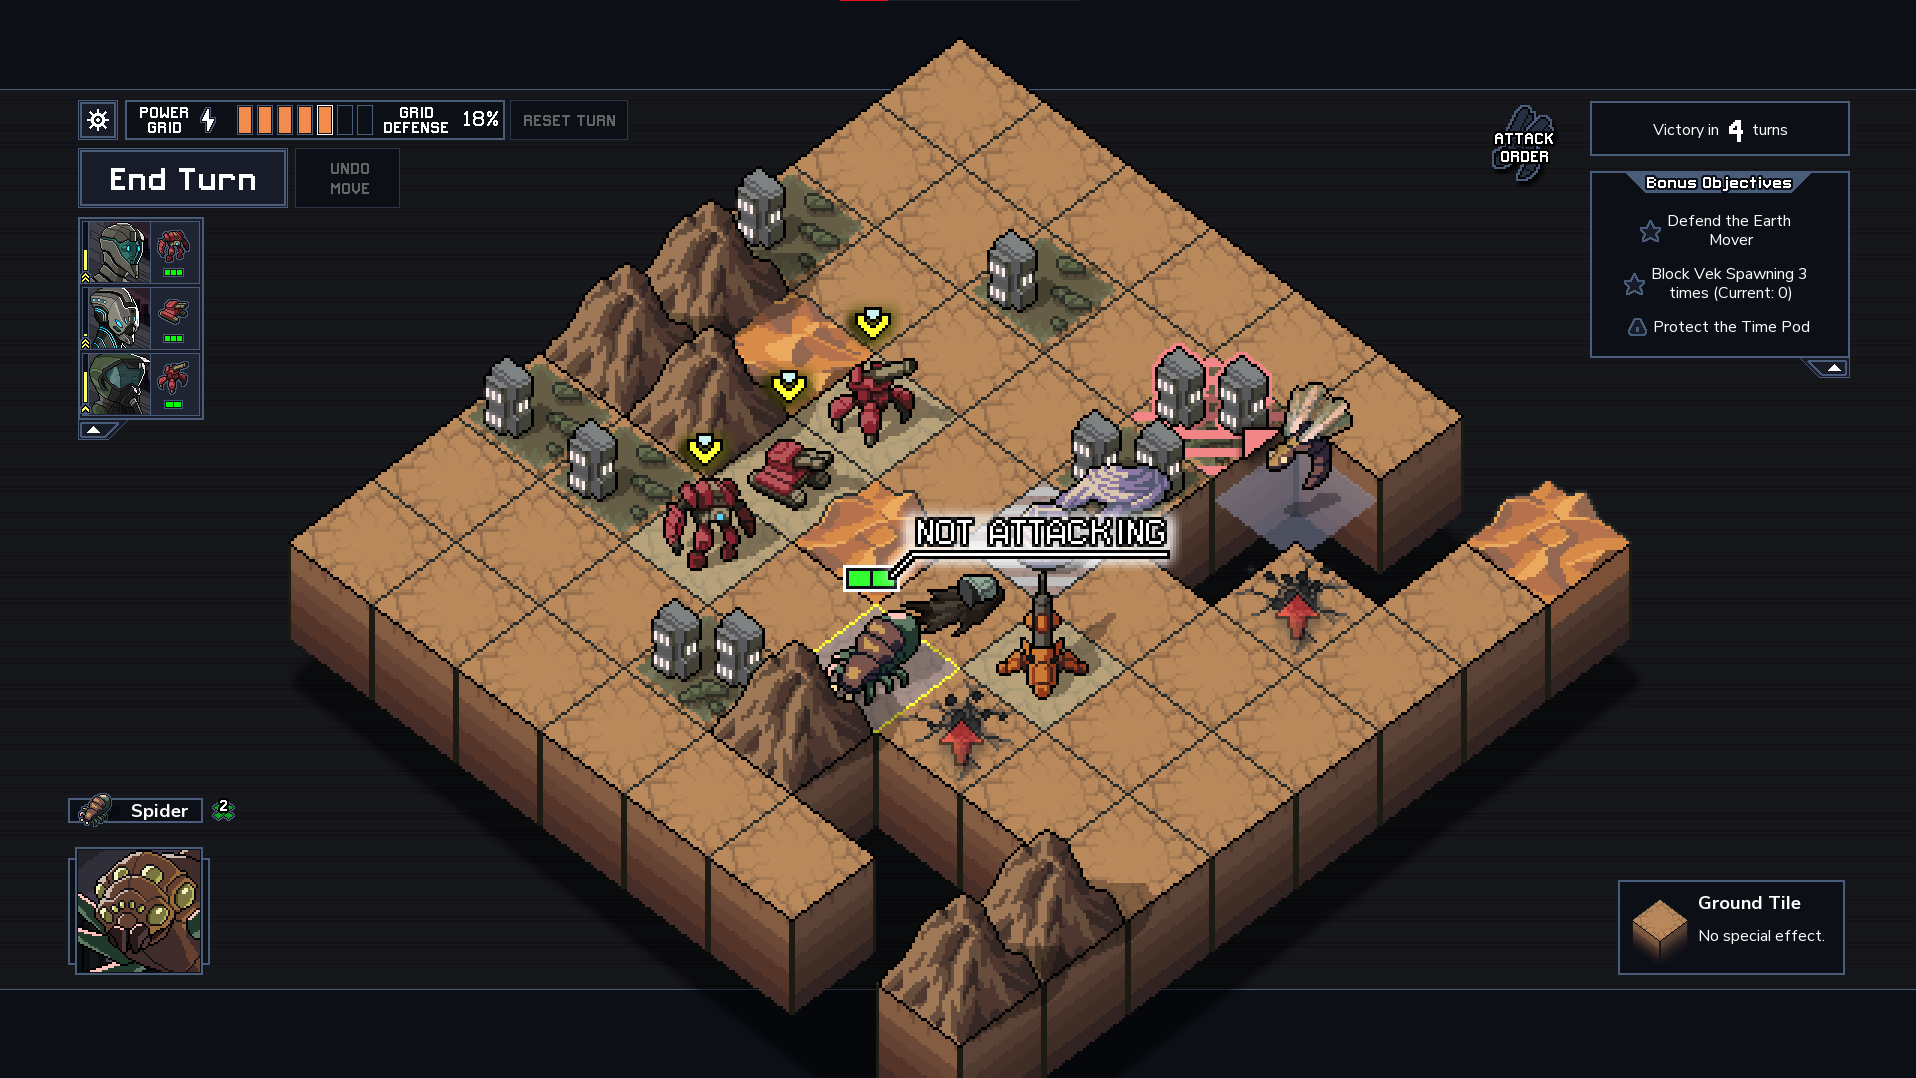 POWER
GRID
GRID
DEFENSE
18%
RESET TURN
End Turn
UNDO
MOVE
ATTACK
ORDER
Victory in 4 turns
Bonus Objectives
Defend the Earth
Mover
Block Vek Spawning 3
times (Current: 0)
Protect the Time Pod
NOT ATTACKING
Spider
2
Ground Tile
No special effect.